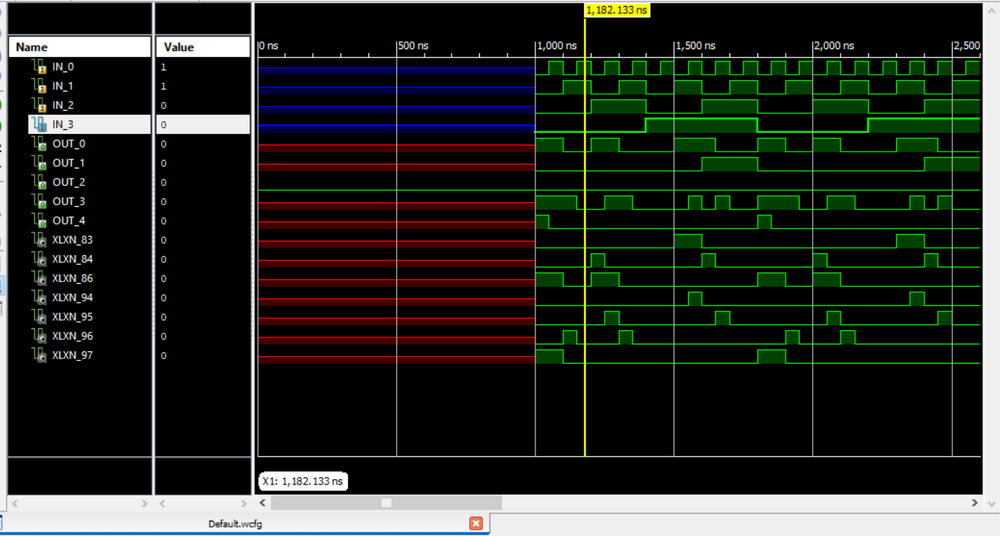 1,182.133 ns
Name Value
0 ns 500 ns 1,000 ns 1,500 ns 2,000 ns 2,500
IN_0 1
IN_1 1
IN_2 0
IN_3 0
OUT_0 0
OUT_1 0
OUT_2 0
OUT_3 0
OUT_4 0
XLXN_83 0
XLXN_84 0
XLXN_86 0
XLXN_94 0
XLXN_95 0
XLXN_96 0
XLXN_97 0
X1: 1,182.133 ns
Default.wcfg